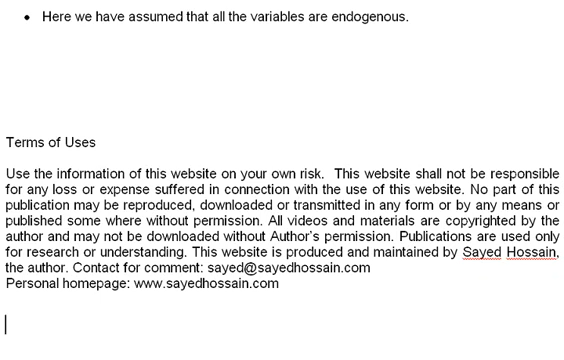 • Here we have assumed that all the variables are endogenous.
Terms of Uses
Use the information of this website on your own risk.  This website shall not be responsible
for any loss or expense suffered in connection with the use of this website. No part of this
publication may be reproduced, downloaded or transmitted in any form or by any means or
published some where without permission. All videos and materials are copyrighted by the
author and may not be downloaded without Author's permission. Publications are used only
for research or understanding. This website is produced and maintained by Sayed Hossain,
the author. Contact for comment: sayed@sayedhossain.com
Personal homepage: www.sayedhossain.com